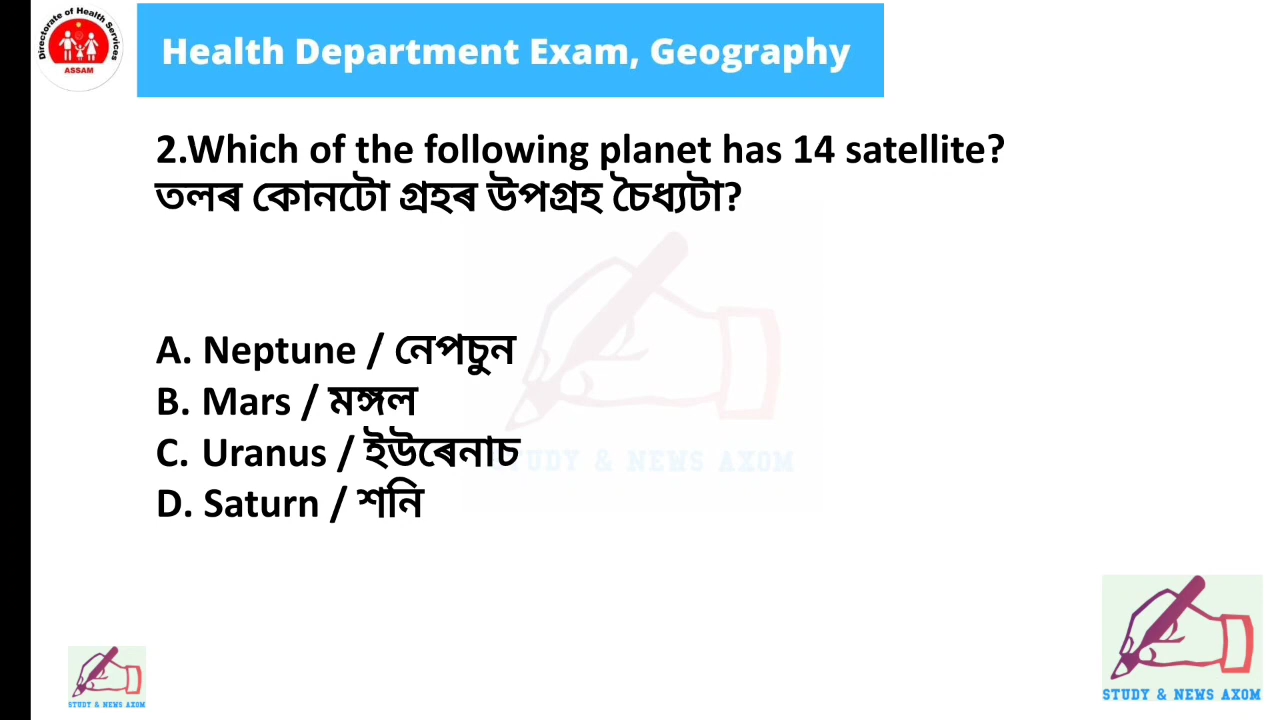 Directorate of Health Services
ASSAM
Health Department Exam, Geography
2.Which of the following planet has 14 satellite?
তলৰ কোনটো গ্ৰহৰ উপগ্ৰহ চৈধ্যটা?
A. Neptune / নেপচুন
B. Mars / মঙ্গল
C. Uranus / ইউৰেনাচ
D. Saturn / শনি
STUDY & NEWS AXOM
STUDY & NEWS AXOM
STUDY & NEWS AXOM